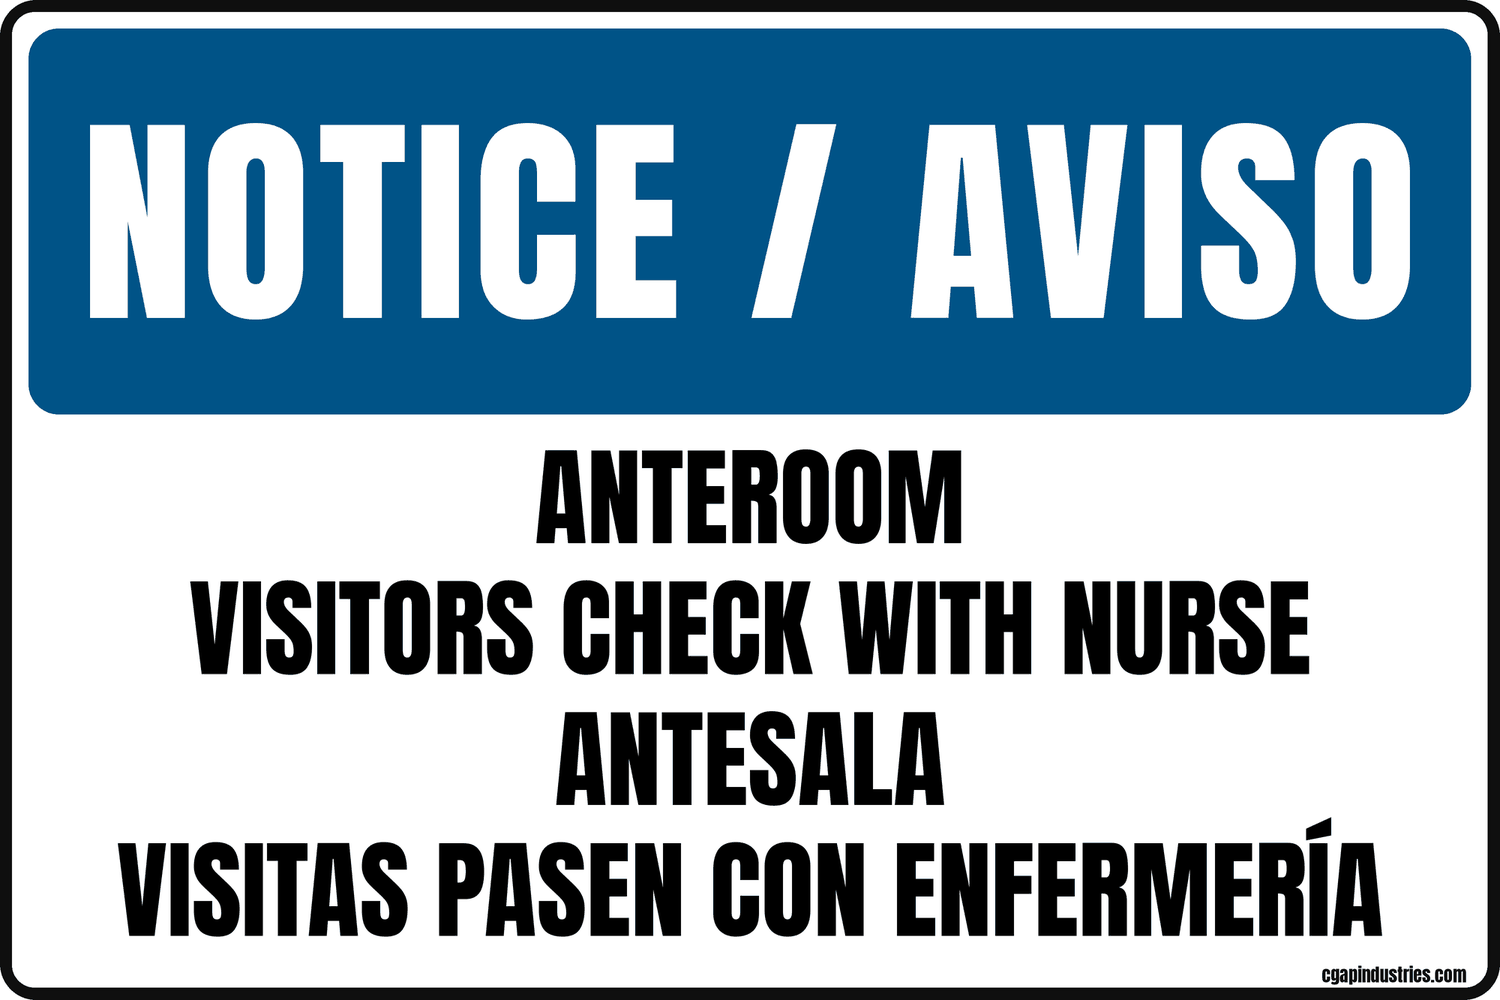 NOTICE / AVISO
ANTEROOM
VISITORS CHECK WITH NURSE
ANTESALA
VISITAS PASEN CON ENFERMERÍA
cgapindustries.com